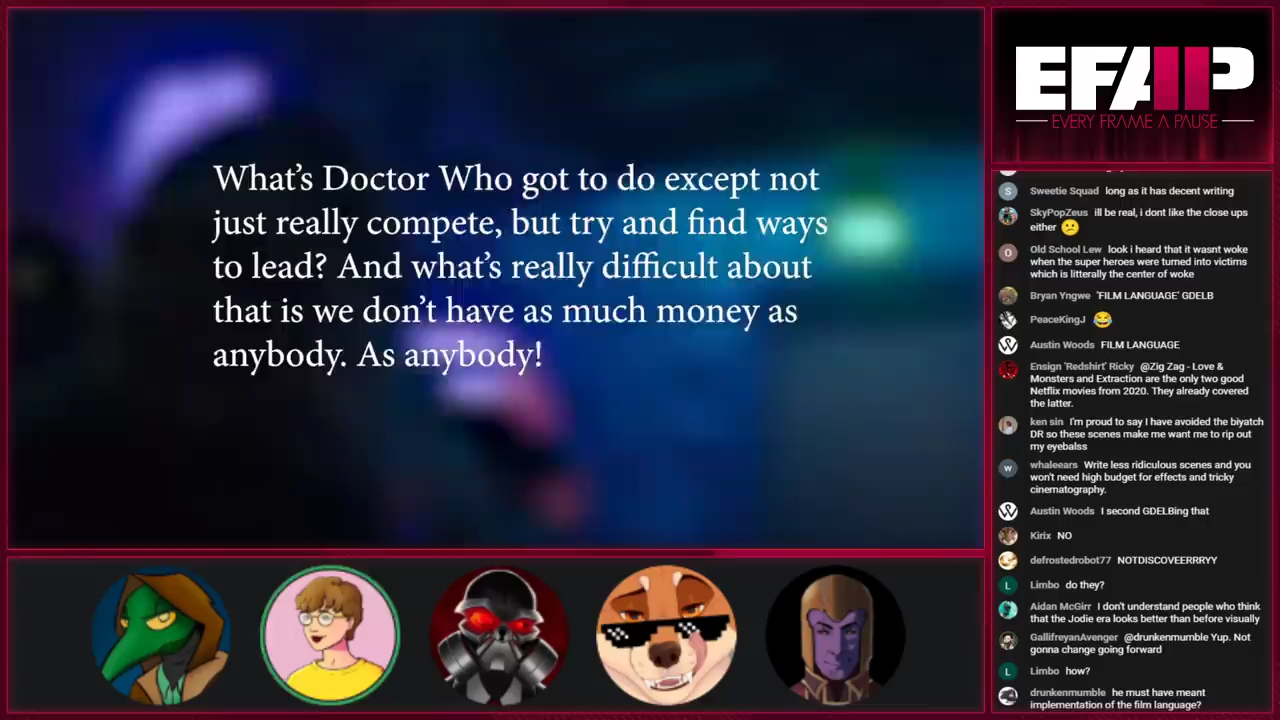 What's Doctor Who got to do except not
just really compete, but try and find ways
to lead? And what's really difficult about
that is we don't have as much money as
anybody. As anybody!
EFAP
EVERY FRAME A PAUSE
S
Sweetie Squad long as it has decent writing
SkyPopZeus ill be real, i dont like the close ups
either
O
Old School Lew look i heard that it wasnt woke
when the super heroes were turned into victims
which is litterally the center of woke
Bryan Yngwe 'FILM LANGUAGE' GDELB
PeaceKingJ
Austin Woods FILM LANGUAGE
Ensign 'Redshirt' Ricky @Zig Zag - Love &
Monsters and Extraction are the only two good
Netflix movies from 2020. They already covered
the latter.
ken sin I'm proud to say I have avoided the biyatch
DR so these scenes make me want me to rip out
my eyebalss
w
whaleears Write less ridiculous scenes and you
won't need high budget for effects and tricky
cinematography.
Austin Woods I second GDELBing that
Kirix NO
defrostedrobot77 NOTDISCOVEERRRYY
L
Limbo do they?
Aidan McGirr I don't understand people who think
that the Jodie era looks better than before visually
GallifreyanAvenger @drunkenmumble Yup. Not
gonna change going forward
L
Limbo how?
drunkenmumble he must have meant
implementation of the film language?